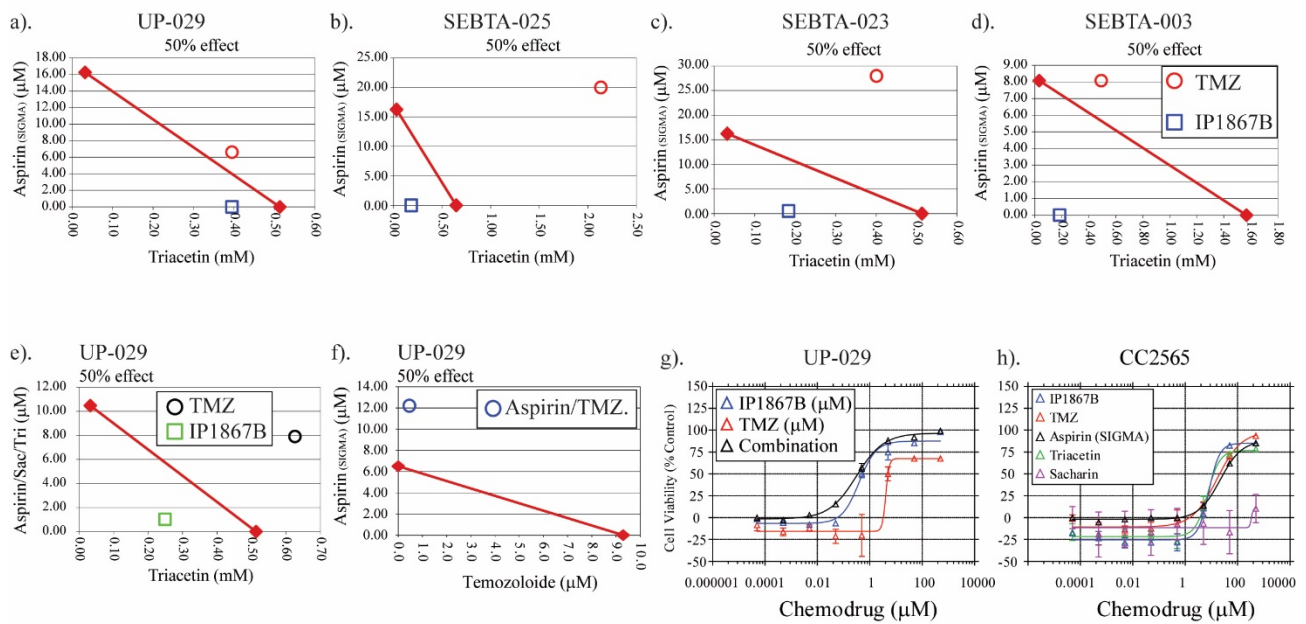 a).
UP-029
50% effect
Aspirin (SIGMA) (µM)
18.00
16.00
14.00
12.00
10.00
8.00
6.00
4.00
2.00
0.00
0.00
0.10
0.20
0.30
0.40
0.50
0.60
Triacetin (mM)
b).
SEBTA-025
50% effect
Aspirin (SIGMA) (µM)
25.00
20.00
15.00
10.00
5.00
0.00
0.00
0.50
1.00
1.50
2.00
2.50
Triacetin (mM)
c).
SEBTA-023
50% effect
Aspirin (SIGMA) (µM)
30.00
25.00
20.00
15.00
10.00
5.00
0.00
0.00
0.10
0.20
0.30
0.40
0.50
0.60
Triacetin (mM)
d).
SEBTA-003
50% effect
Aspirin (SIGMA) (µM)
9.00
8.00
7.00
6.00
5.00
4.00
3.00
2.00
1.00
0.00
TMZ
IP1867B
0.00
0.20
0.40
0.60
0.80
1.00
1.20
1.40
1.60
1.80
Triacetin (mM)
e).
UP-029
50% effect
Aspirin/Sac/Tri (µM)
12.00
10.00
8.00
6.00
4.00
2.00
0.00
TMZ
IP1867B
0.00
0.10
0.20
0.30
0.40
0.50
0.60
0.70
Triacetin (mM)
f).
UP-029
50% effect
Aspirin (SIGMA) (µM)
14.00
12.00
10.00
8.00
6.00
4.00
2.00
0.00
Aspirin/TMZ.
0.0
1.0
2.0
3.0
4.0
5.0
6.0
7.0
8.0
9.0
10.0
Temozoloide (µM)
g).
UP-029
Cell Viability (% Control)
150
125
100
75
50
25
0
-25
-50
IP1867B (µM)
TMZ (µM)
Combination
0.000001
0.0001
0.01
1
100
10000
Chemodrug (µM)
h).
CC2565
150
125
100
75
50
25
0
-25
-50
IP1867B
TMZ
Aspirin (SIGMA)
Triacetin
Sacharin
0.0001
0.01
1
100
10000
Chemodrug (µM)